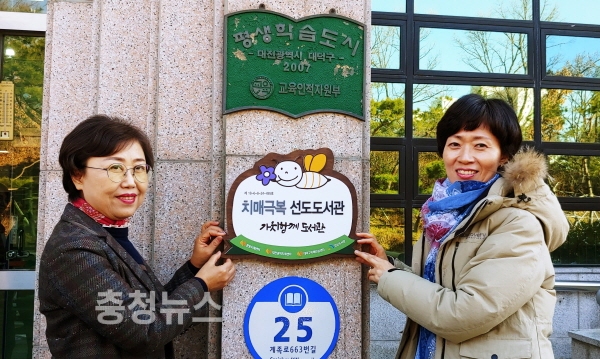 평생학습도시
- 대전광역시 대덕구 -
2007
교육인적자원부
치매극복 선도도서관
가치함께 도서관
충청뉴스
25
계족로663번길